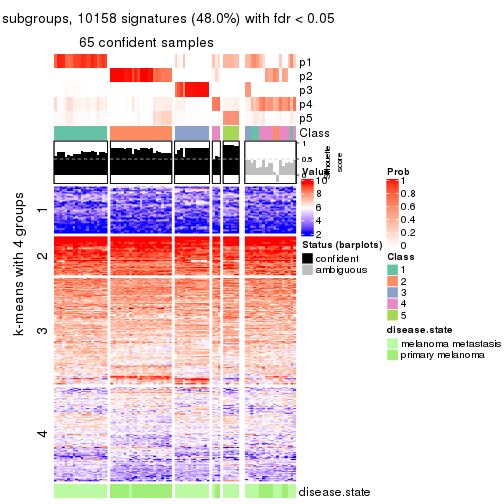 subgroups, 10158 signatures (48.0%) with fdr < 0.05
65 confident samples
p1
p2
p3
p4
p5
Class
1
0.5
0
Silhouette
score
k-means with 4 groups
1
2
3
4
Value
10
8
6
4
2
Status (barplots)
confident
ambiguous
Prob
1
0.8
0.6
0.4
0.2
0
Class
1
2
3
4
5
disease.state
melanoma metastasis
primary melanoma
disease.state